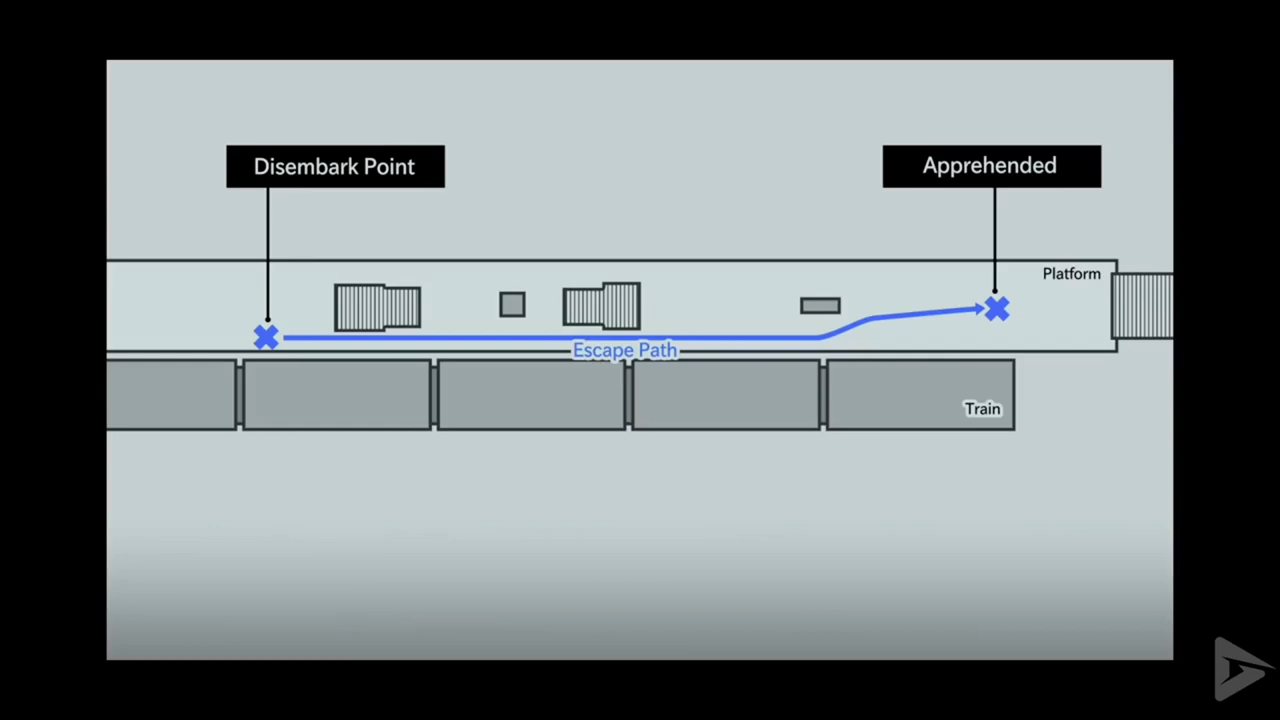 Disembark Point
Apprehended
Platform
Escape Path
Train